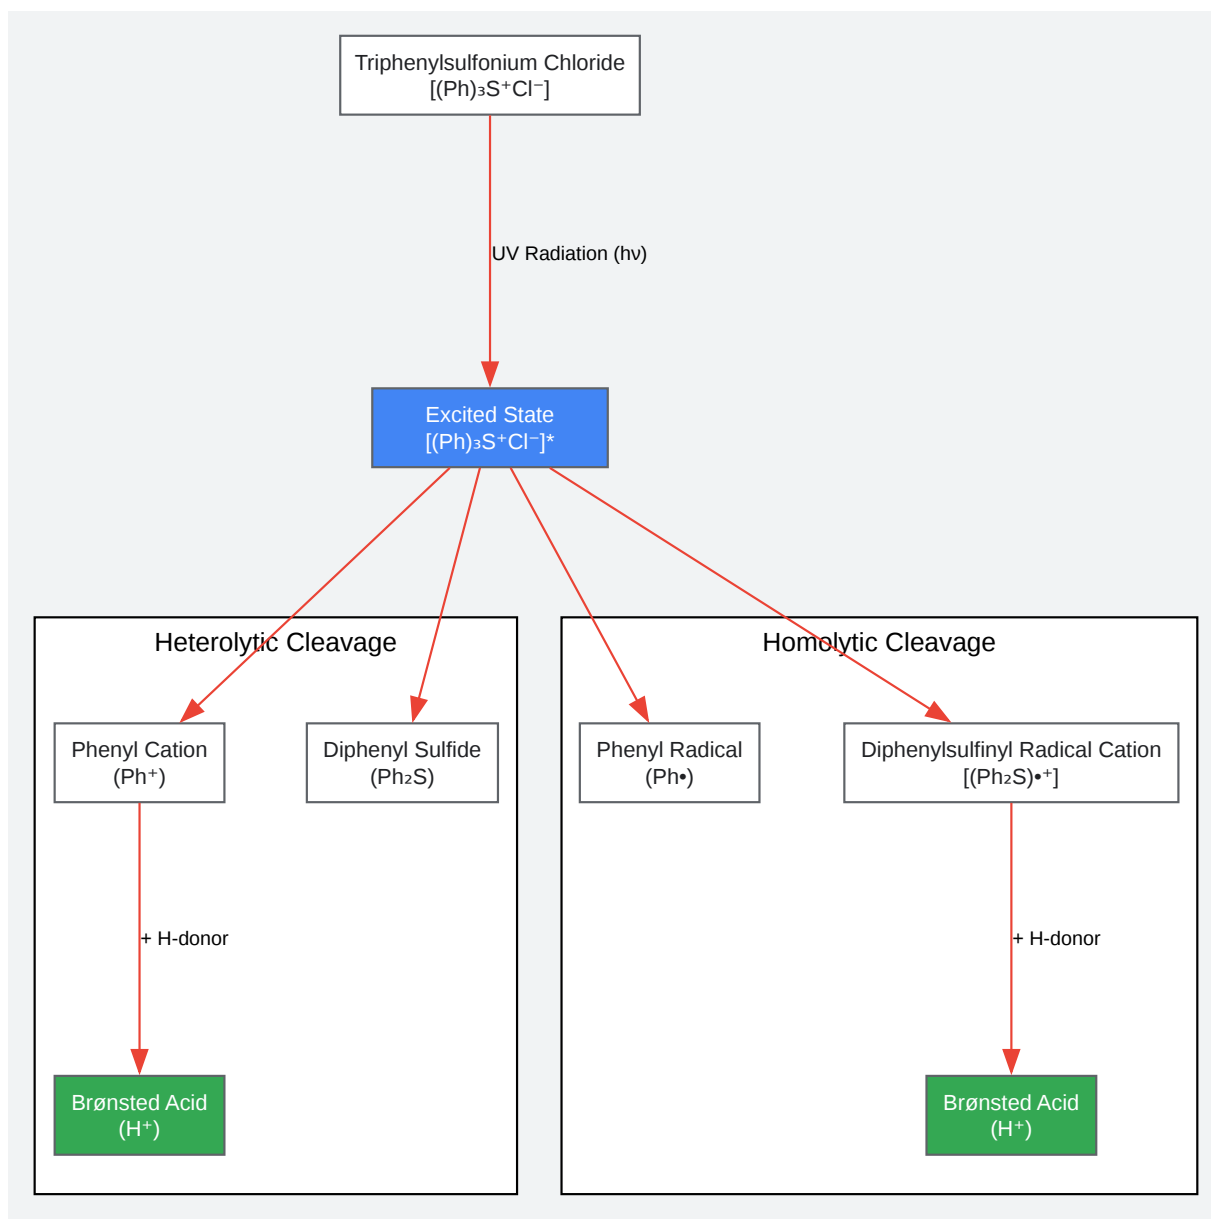 Triphenylsulfonium Chloride
[(Ph)₃S⁺Cl⁻]
UV Radiation (hν)
Excited State
[(Ph)₃S⁺Cl⁻]*
Heterolytic Cleavage
Homolytic Cleavage
Phenyl Cation
(Ph⁺)
Diphenyl Sulfide
(Ph₂S)
Phenyl Radical
(Ph•)
Diphenylsulfinyl Radical Cation
[(Ph₂S)•⁺]
+ H-donor
+ H-donor
Brønsted Acid
(H⁺)
Brønsted Acid
(H⁺)